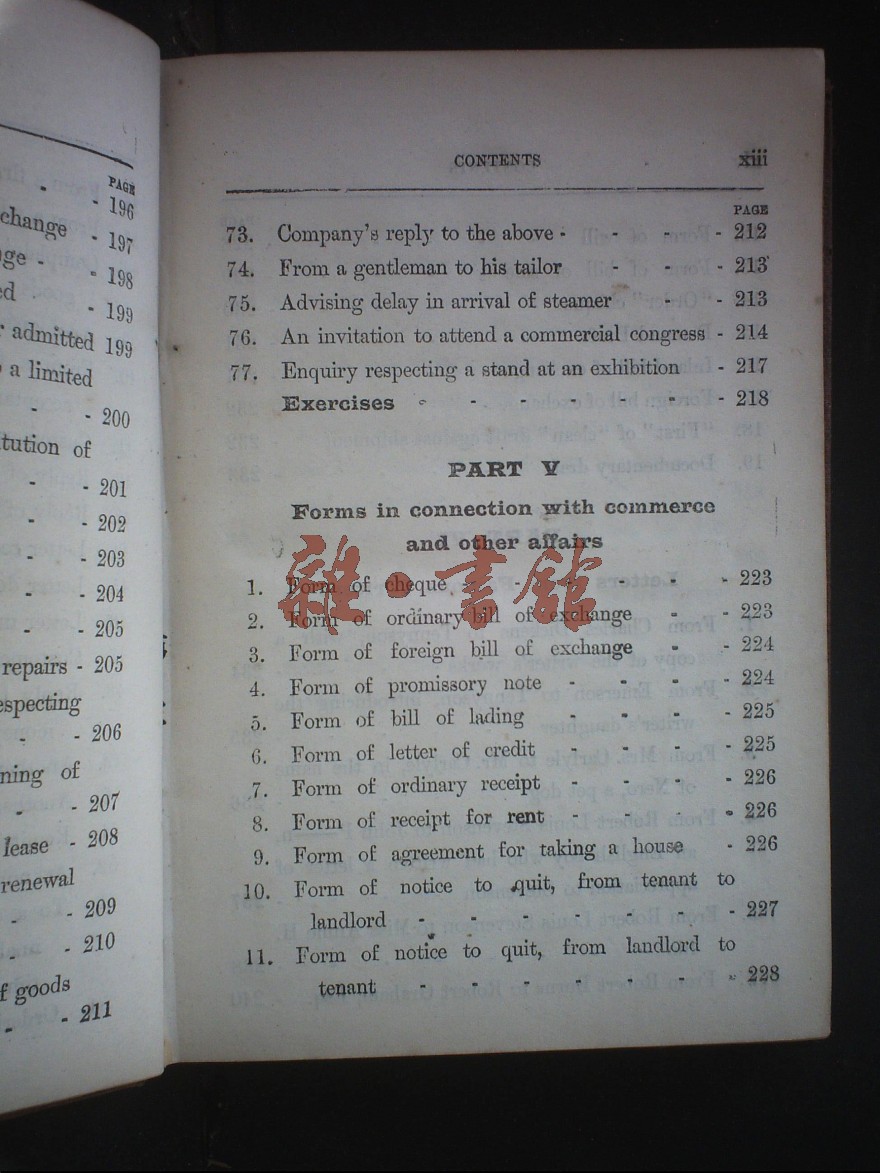 PAGE
- 196
change - 197
ge - - 198
ed - 199
admitted 199
a limited
- - 200
tution of
- - 201
- - 202
- - 203
- - 204
- - 205
repairs - 205
especting
- - 206
ning of
- - 207
lease - 208
renewal
- - 209
- - 210
f goods
- - 211
CONTENTS xiii
PAGE
73. Company's reply to the above - - - - - 212
74. From a gentleman to his tailor - - - 213
75. Advising delay in arrival of steamer - - 213
76. An invitation to attend a commercial congress - 214
77. Enquiry respecting a stand at an exhibition - 217
Exercises - - - - - - - 218
PART V
Forms in connection with commerce
and other affairs
雜·書館
1. Form of cheque - - - - - - 223
2. Form of ordinary bill of exchange - - 223
3. Form of foreign bill of exchange - - 224
4. Form of promissory note - - - - 224
5. Form of bill of lading - - - - 225
6. Form of letter of credit - - - - 225
7. Form of ordinary receipt - - - - 226
8. Form of receipt for rent - - - - 226
9. Form of agreement for taking a house - 226
10. Form of notice to quit, from tenant to
landlord - - - - - - - 227
11. Form of notice to quit, from landlord to
tenant - - - - - - - 228